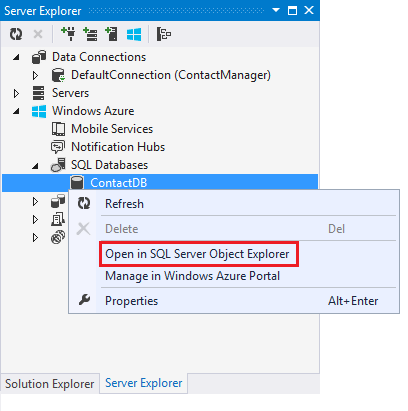 Server Explorer
Data Connections
DefaultConnection (ContactManager)
Servers
Windows Azure
Mobile Services
Notification Hubs
SQL Databases
ContactDB
Refresh
Delete Del
Open in SQL Server Object Explorer
Manage in Windows Azure Portal
Properties Alt+Enter
Solution Explorer Server Explorer